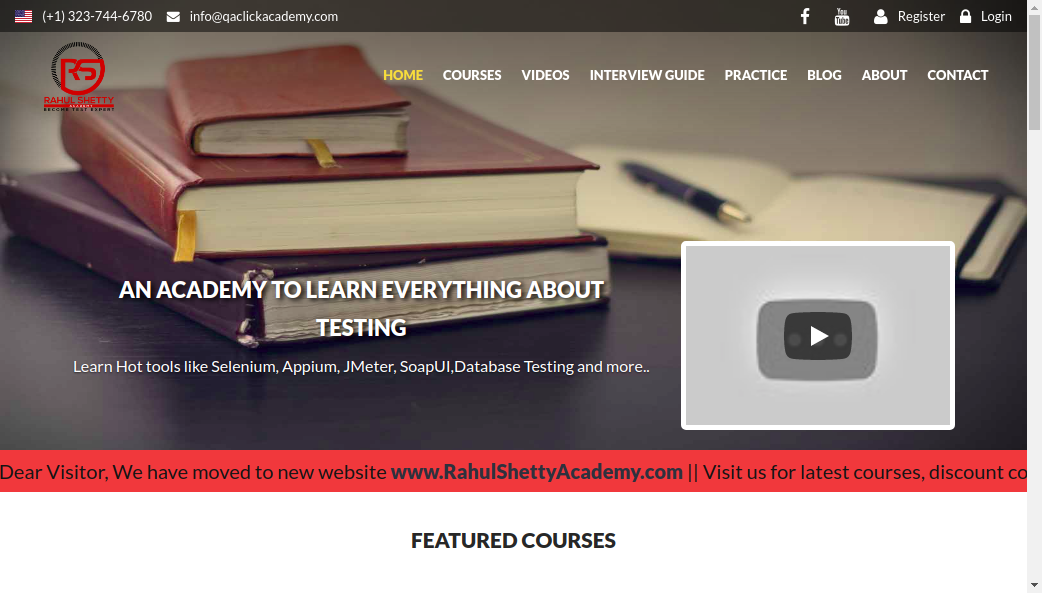 (+1) 323-744-6780 info@qaclickacademy.com You Tube Register Login
RS
RAHUL SHETTY
ACADEMY
HOME COURSES VIDEOS INTERVIEW GUIDE PRACTICE BLOG ABOUT CONTACT
AN ACADEMY TO LEARN EVERYTHING ABOUT
TESTING
Learn Hot tools like Selenium, Appium, JMeter, SoapUI,Database Testing and more..
Dear Visitor, We have moved to new website www.RahulShettyAcademy.com || Visit us for latest courses, discount co
FEATURED COURSES